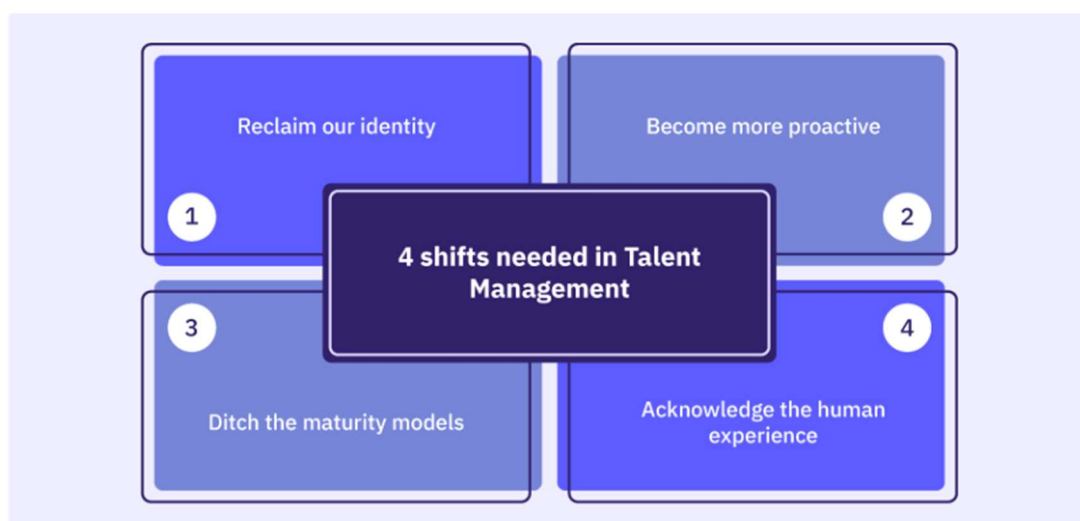 Reclaim our identity
1
Become more proactive
2
4 shifts needed in Talent
Management
3
Ditch the maturity models
4
Acknowledge the human
experience